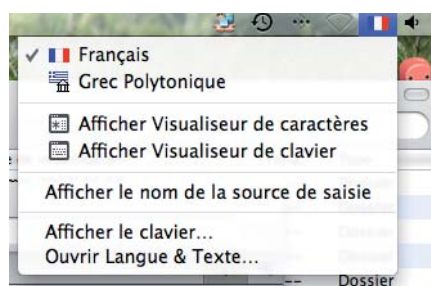 Français
Grec Polytonique
Afficher Visualiseur de caractères
Afficher Visualiseur de clavier
Afficher le nom de la source de saisie
Afficher le clavier...
Ouvrir Langue & Texte...
Dossier